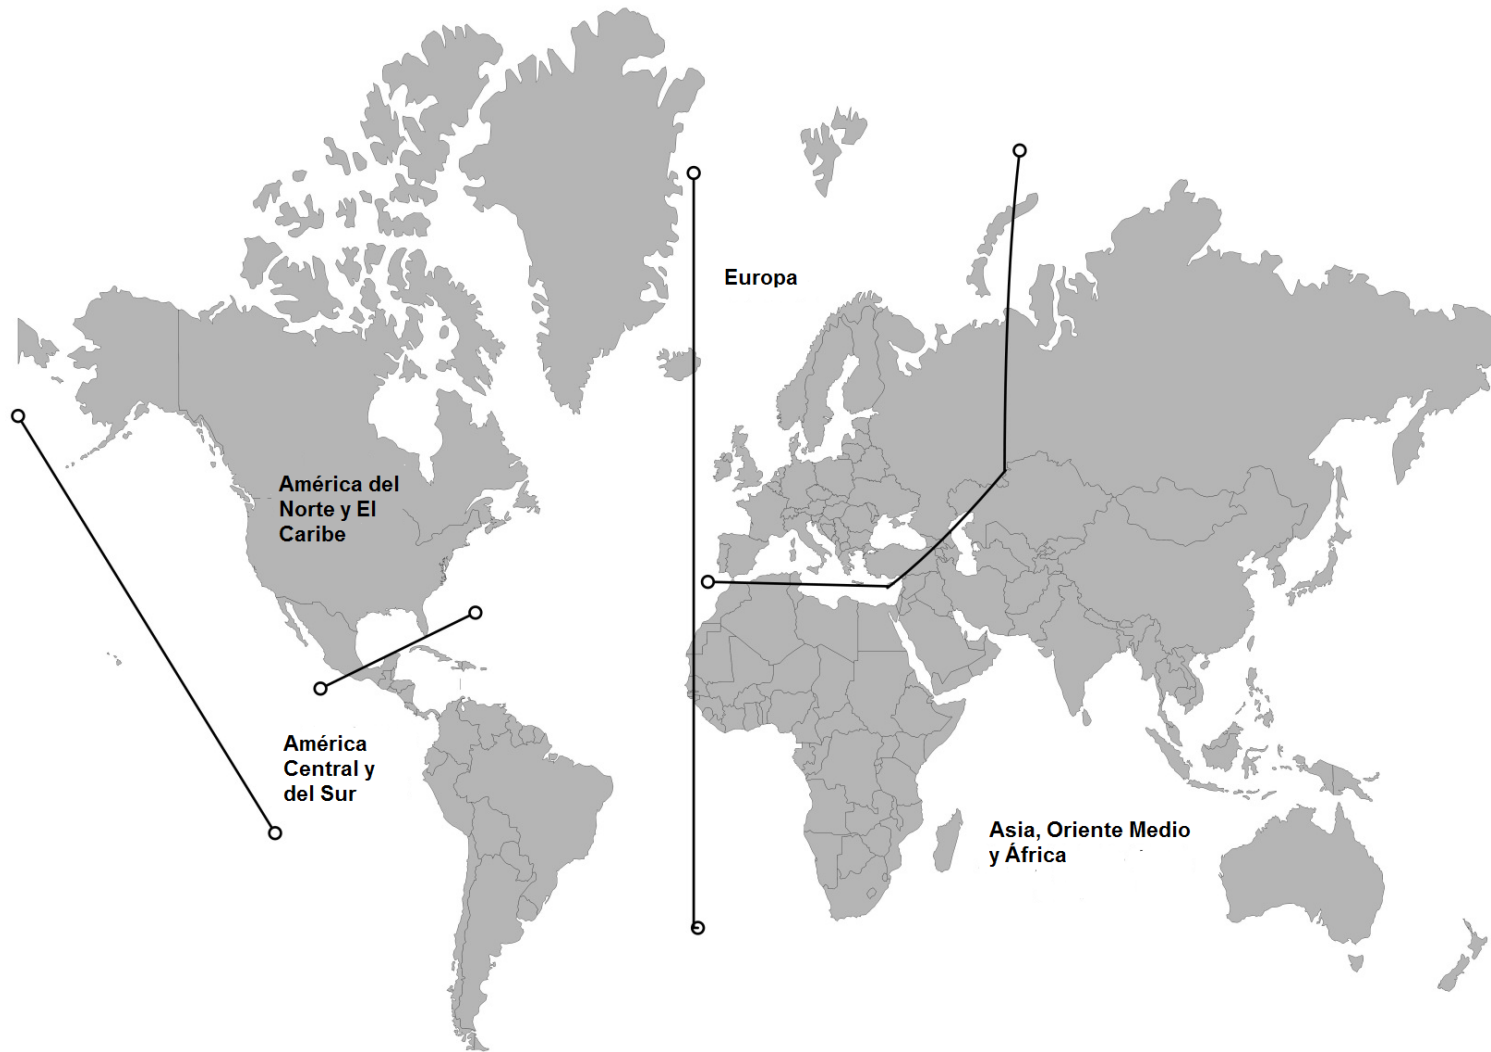 Europa
América del
Norte y El
Caribe
América
Central y
del Sur
Asia, Oriente Medio
y África